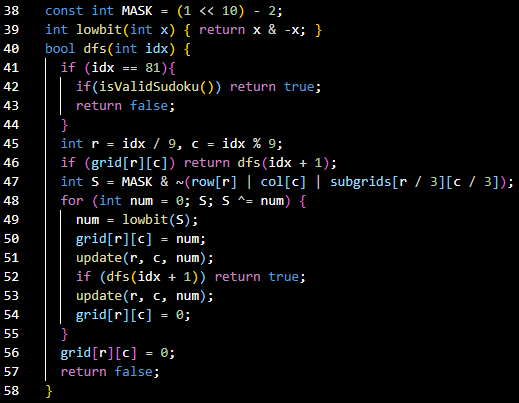 38 const int MASK = (1 << 10) - 2;
39 int lowbit(int x) { return x & -x; }
40 bool dfs(int idx) {
41   if (idx == 81){
42     if(isValidSudoku()) return true;
43     return false;
44   }
45   int r = idx / 9, c = idx % 9;
46   if (grid[r][c]) return dfs(idx + 1);
47   int S = MASK & ~(row[r] | col[c] | subgrids[r / 3][c / 3]);
48   for (int num = 0; S; S ^= num) {
49     num = lowbit(S);
50     grid[r][c] = num;
51     update(r, c, num);
52     if (dfs(idx + 1)) return true;
53     update(r, c, num);
54     grid[r][c] = 0;
55   }
56   grid[r][c] = 0;
57   return false;
58 }